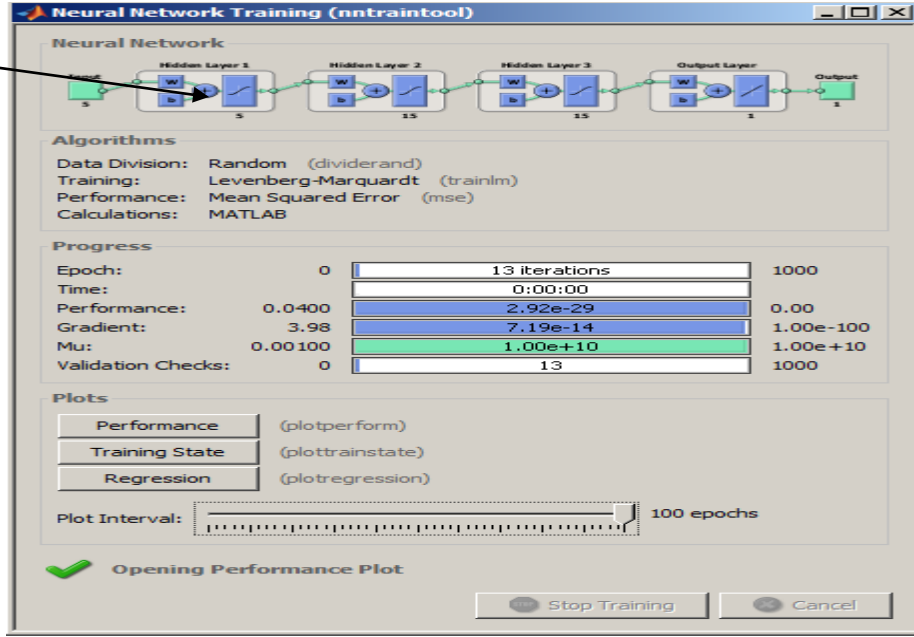 Neural Network Training (nntraintool)
Neural Network
Hidden Layer 1 Hidden Layer 2 Hidden Layer 3 Output Layer
Input Output
W W W W
b b b b
+ + + +
5 1
5 15 15 1
Algorithms
Data Division: Random (dividerand)
Training: Levenberg-Marquardt (trainlm)
Performance: Mean Squared Error (mse)
Calculations: MATLAB
Progress
Epoch: 0 13 iterations 1000
Time: 0:00:00
Performance: 0.0400 2.92e-29 0.00
Gradient: 3.98 7.19e-14 1.00e-100
Mu: 0.00100 1.00e+10 1.00e+10
Validation Checks: 0 13 1000
Plots
Performance (plotperform)
Training State (plottrainstate)
Regression (plotregression)
Plot Interval: 100 epochs
Opening Performance Plot
Stop Training Cancel